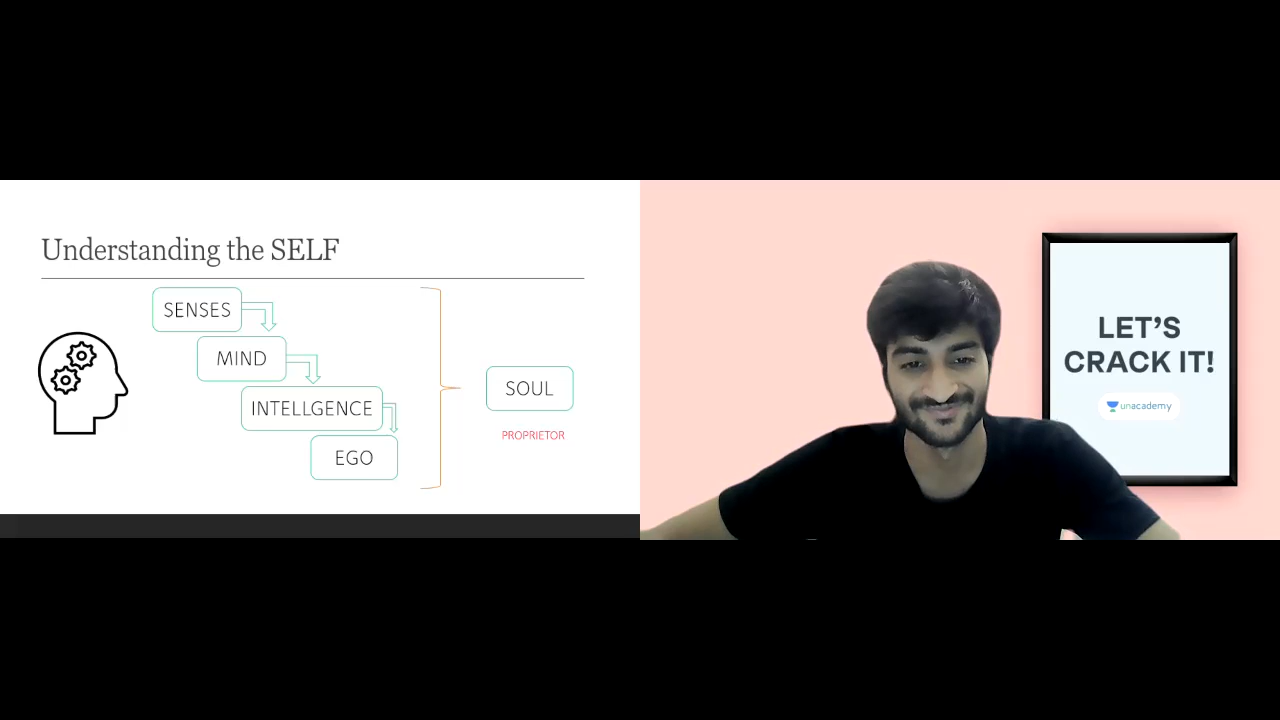 Understanding the SELF
SENSES
MIND
INTELLGENCE
EGO
SOUL
PROPRIETOR
LET'S
CRACK IT!
unacademy